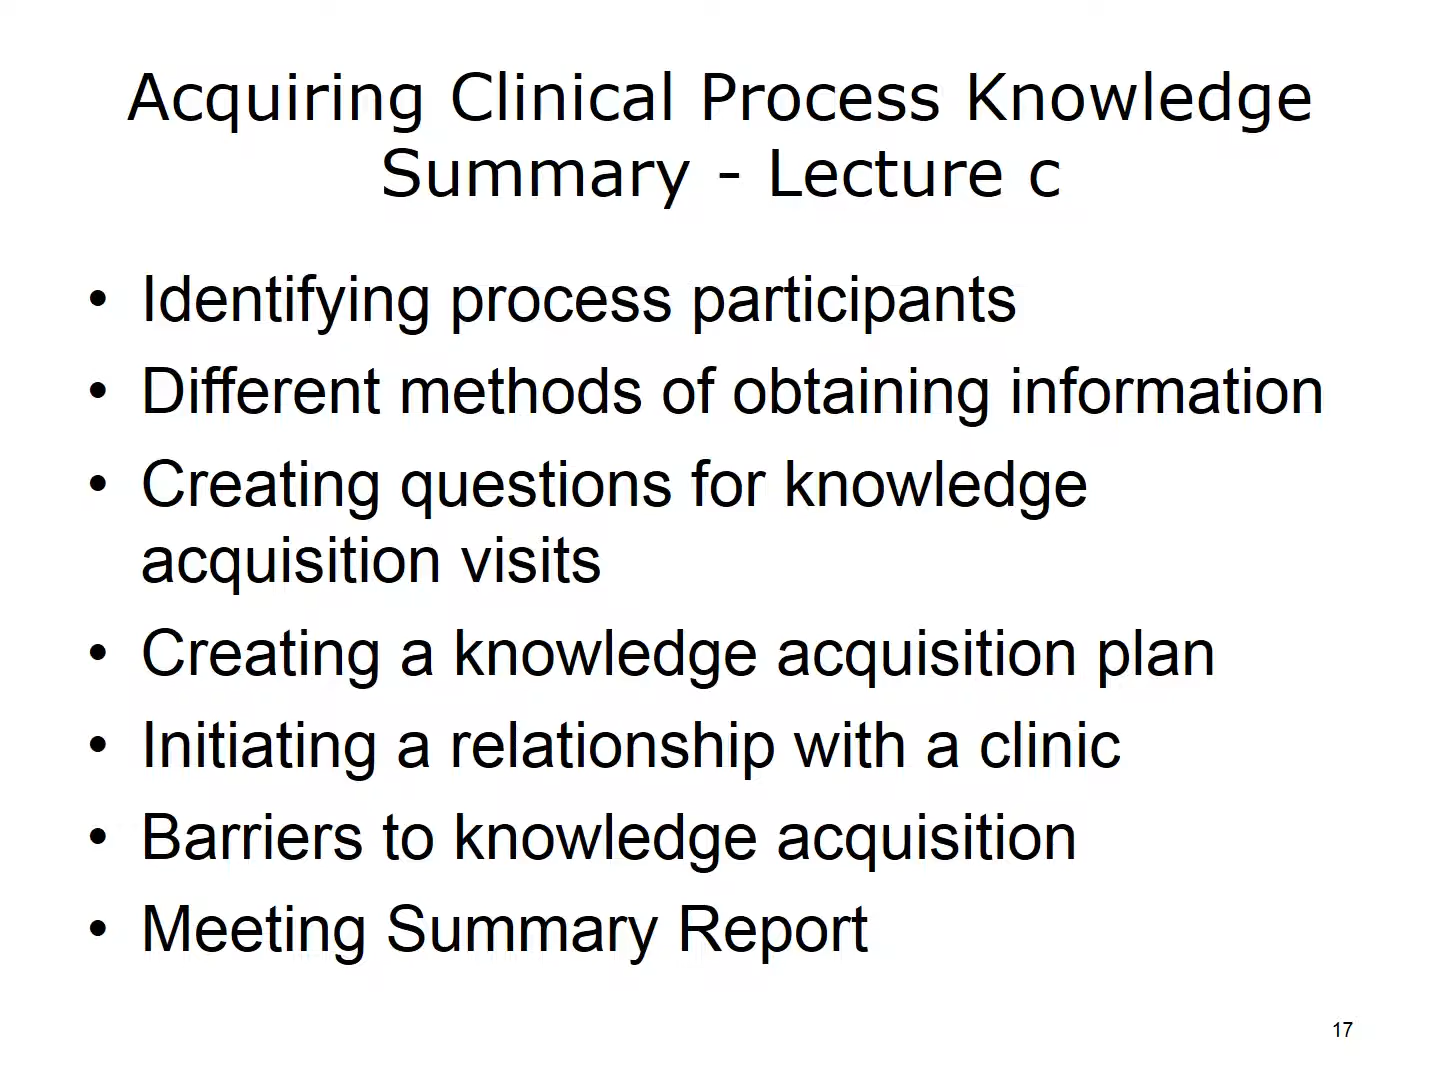 Acquiring Clinical Process Knowledge
Summary - Lecture c
• Identifying process participants
• Different methods of obtaining information
• Creating questions for knowledge
acquisition visits
• Creating a knowledge acquisition plan
• Initiating a relationship with a clinic
• Barriers to knowledge acquisition
• Meeting Summary Report
17